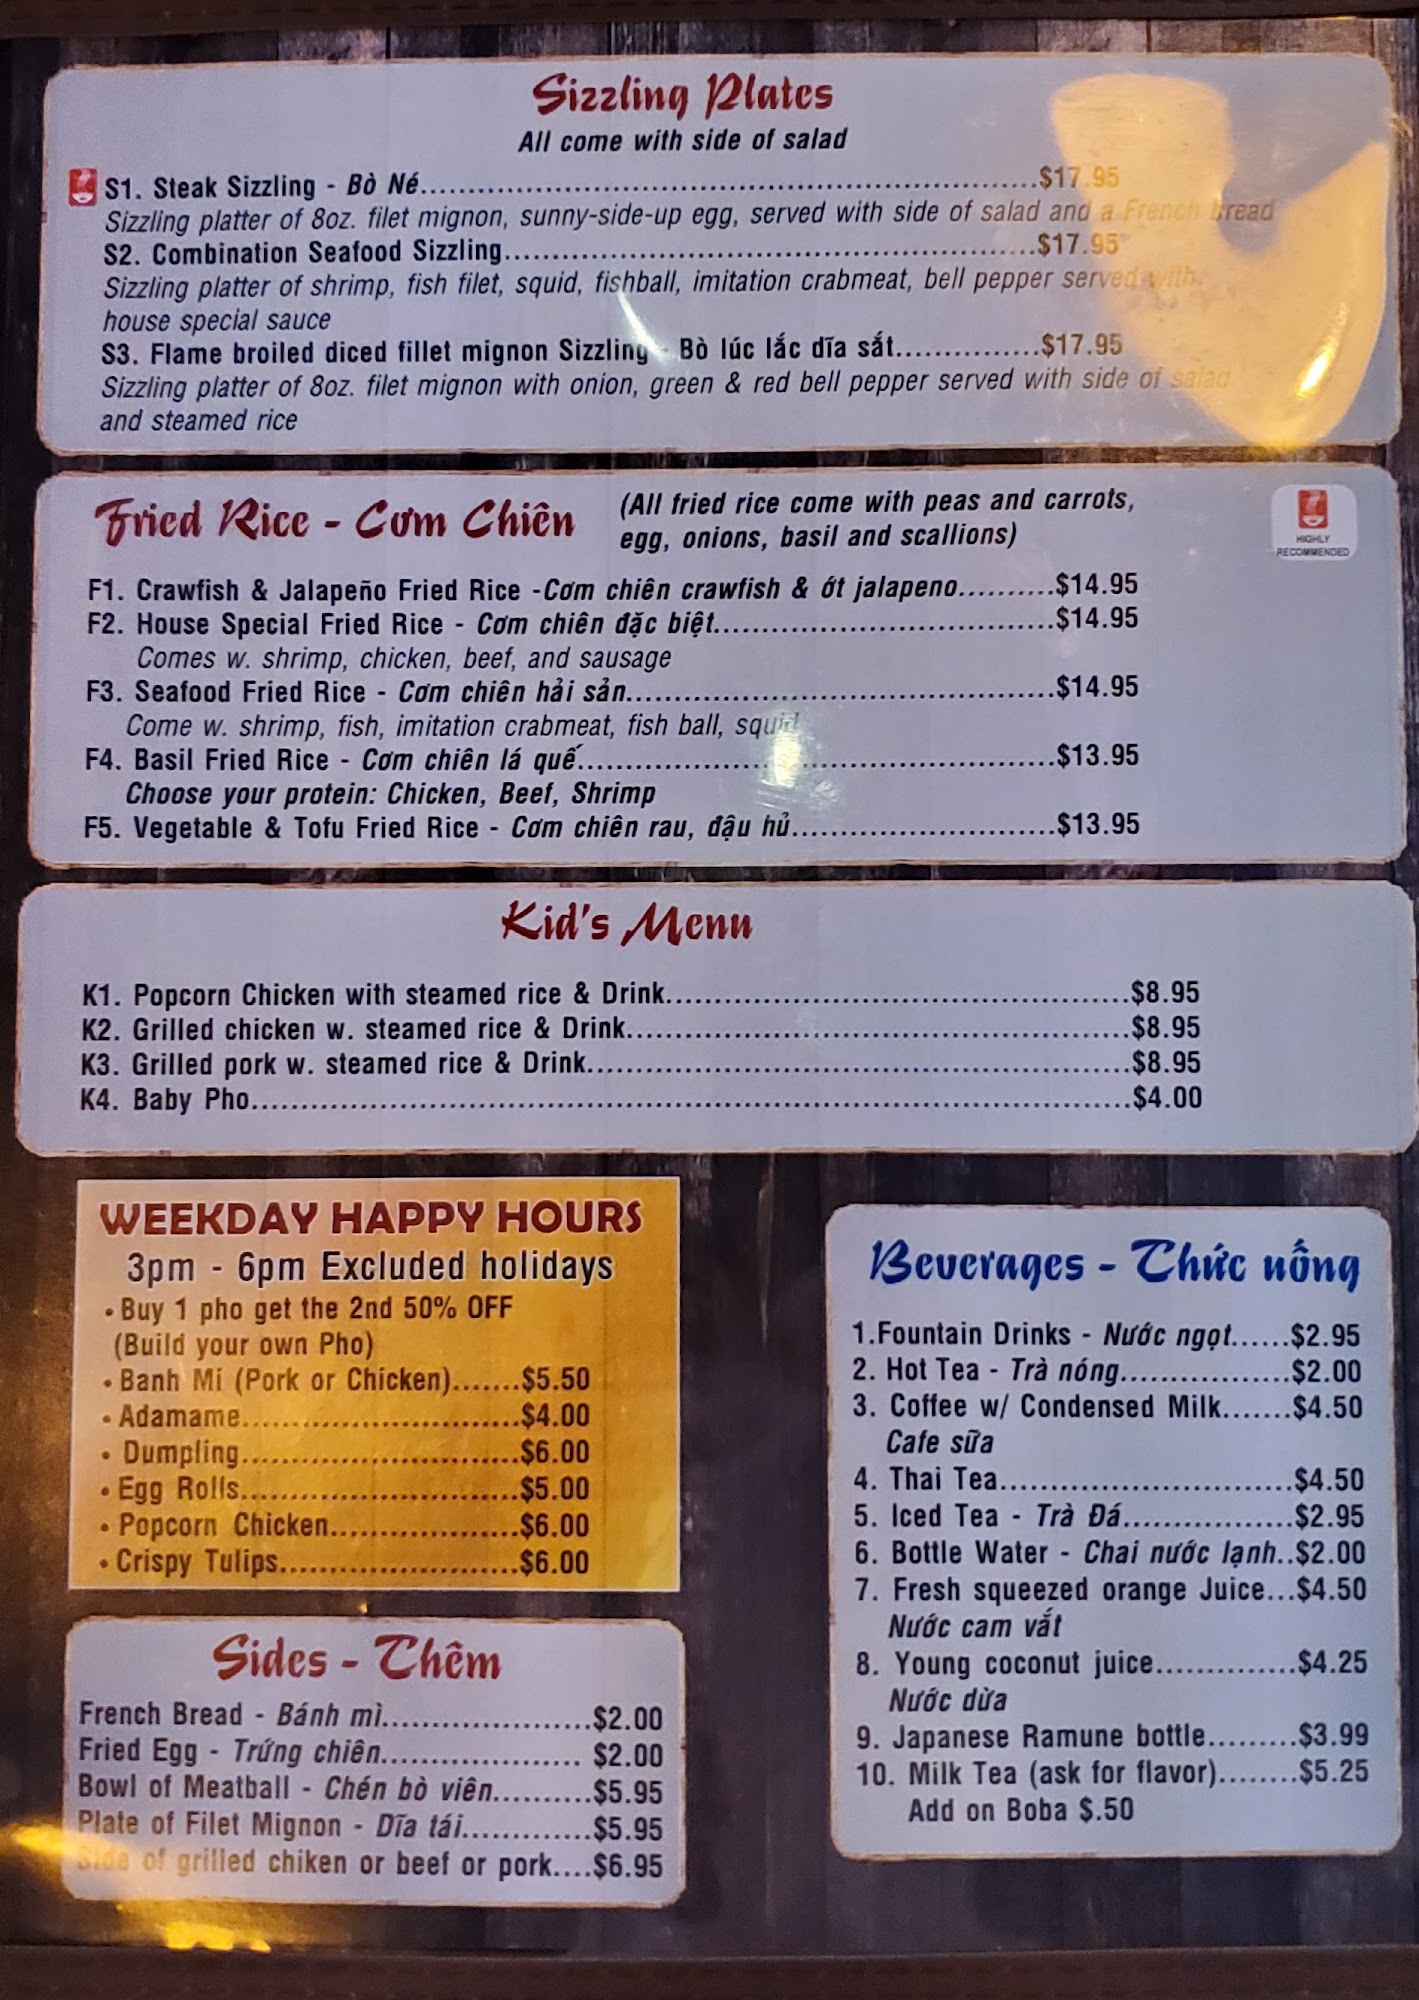 Sizzling Plates
All come with side of salad
S1. Steak Sizzling - Bò Né.....$17.95
Sizzling platter of 8oz. filet mignon, sunny-side-up egg, served with side of salad and a French bread
S2. Combination Seafood Sizzling.....$17.95
Sizzling platter of shrimp, fish filet, squid, fishball, imitation crabmeat, bell pepper served with
house special sauce
S3. Flame broiled diced fillet mignon Sizzling - Bò lúc lắc dĩa sắt.....$17.95
Sizzling platter of 8oz. filet mignon with onion, green & red bell pepper served with side of salad
and steamed rice
Fried Rice - Cơm Chiên
(All fried rice come with peas and carrots,
egg, onions, basil and scallions)
HIGHLY
RECOMMENDED
F1. Crawfish & Jalapeño Fried Rice -Cơm chiên crawfish & ớt jalapeno.....$14.95
F2. House Special Fried Rice - Cơm chiên đặc biệt.....$14.95
Comes w. shrimp, chicken, beef, and sausage
F3. Seafood Fried Rice - Cơm chiên hải sản.....$14.95
Come w. shrimp, fish, imitation crabmeat, fish ball, squid
F4. Basil Fried Rice - Cơm chiên lá quế.....$13.95
Choose your protein: Chicken, Beef, Shrimp
F5. Vegetable & Tofu Fried Rice - Cơm chiên rau, đậu hủ.....$13.95
Kid's Menu
K1. Popcorn Chicken with steamed rice & Drink.....$8.95
K2. Grilled chicken w. steamed rice & Drink.....$8.95
K3. Grilled pork w. steamed rice & Drink.....$8.95
K4. Baby Pho.....$4.00
WEEKDAY HAPPY HOURS
3pm - 6pm Excluded holidays
• Buy 1 pho get the 2nd 50% OFF
(Build your own Pho)
• Banh Mi (Pork or Chicken).......$5.50
• Adamame.....$4.00
• Dumpling.....$6.00
• Egg Rolls.....$5.00
• Popcorn Chicken.....$6.00
• Crispy Tulips.....$6.00
Sides - Thêm
French Bread - Bánh mì.....$2.00
Fried Egg - Trứng chiên..... $2.00
Bowl of Meatball - Chén bò viên.....$5.95
Plate of Filet Mignon - Dĩa tái.....$5.95
Side of grilled chiken or beef or pork....$6.95
Beverages - Thức uống
1.Fountain Drinks - Nước ngọt......$2.95
2. Hot Tea - Trà nóng.....$2.00
3. Coffee w/ Condensed Milk.......$4.50
Cafe sữa
4. Thai Tea.....$4.50
5. Iced Tea - Trà Đá.....$2.95
6. Bottle Water - Chai nước lạnh..$2.00
7. Fresh squeezed orange Juice...$4.50
Nước cam vắt
8. Young coconut juice.....$4.25
Nước dừa
9. Japanese Ramune bottle.........$3.99
10. Milk Tea (ask for flavor)........$5.25
Add on Boba $.50